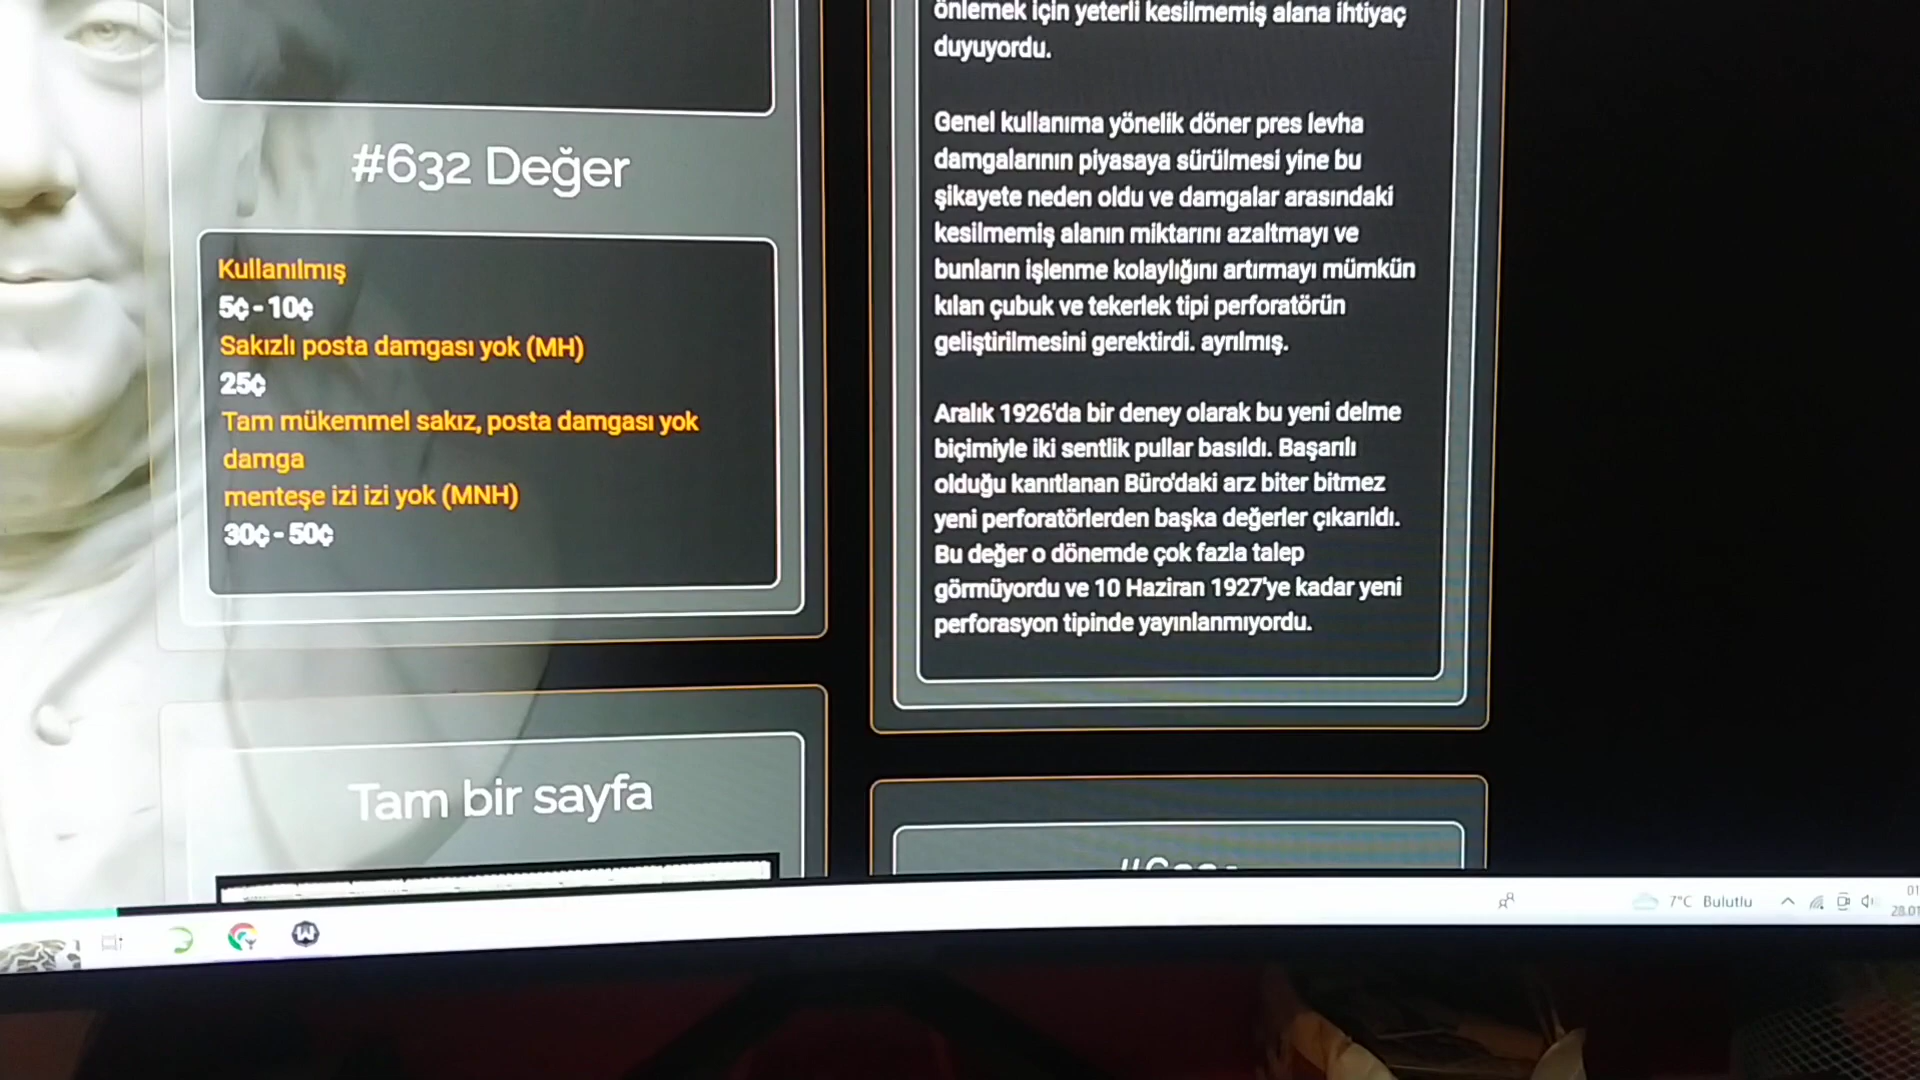 #632 Değer
Kullanılmış
5¢ - 10¢
Sakızlı posta damgası yok (MH)
25¢
Tam mükemmel sakız, posta damgası yok
damga
menteşe izi izi yok (MNH)
30¢ - 50¢
Tam bir sayfa
önlemek için yeterli kesilmemiş alana ihtiyaç
duyuyordu.
Genel kullanıma yönelik döner pres levha
damgalarının piyasaya sürülmesi yine bu
şikayete neden oldu ve damgalar arasındaki
kesilmemiş alanın miktarını azaltmayı ve
bunların işlenme kolaylığını artırmayı mümkün
kılan çubuk ve tekerlek tipi perforatörün
geliştirilmesini gerektirdi. ayrılmış.
Aralık 1926'da bir deney olarak bu yeni delme
biçimiyle iki sentlik pullar basıldı. Başarılı
olduğu kanıtlanan Büro'daki arz biter bitmez
yeni perforatörlerden başka değerler çıkarıldı.
Bu değer o dönemde çok fazla talep
görmüyordu ve 10 Haziran 1927'ye kadar yeni
perforasyon tipinde yayınlanmıyordu.
7°C Bulutlu
01
28.01